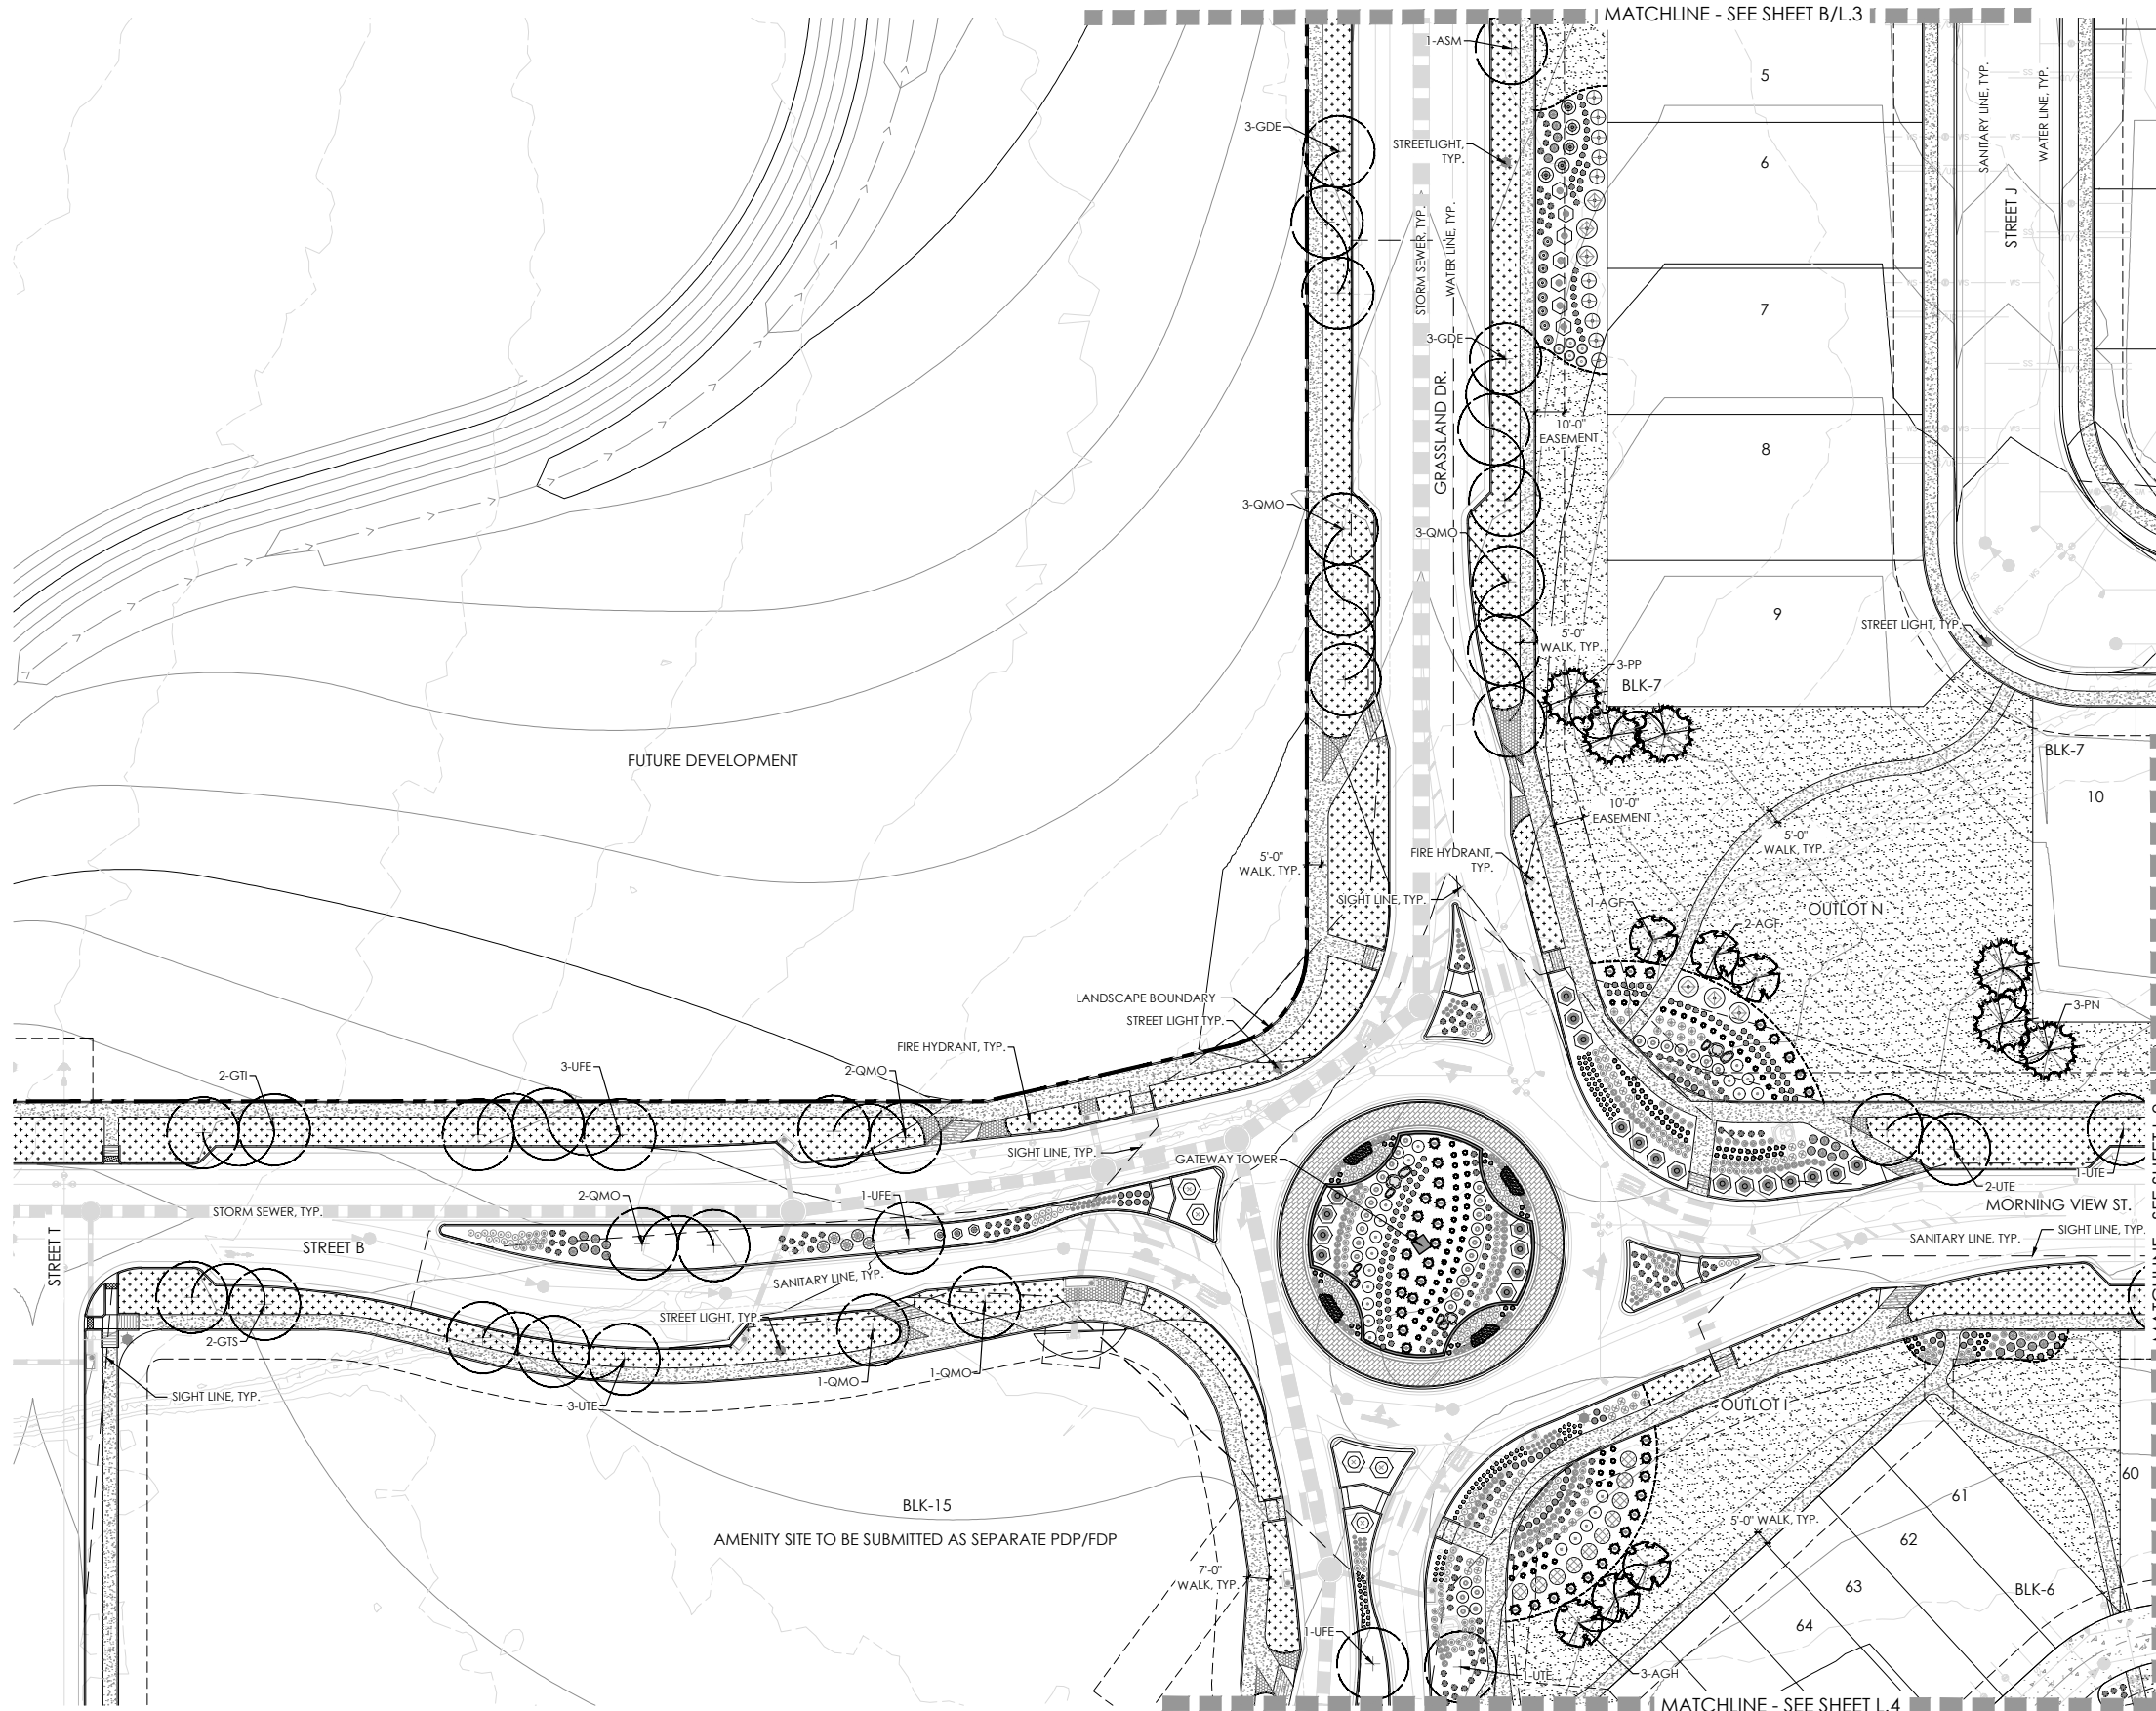 MATCHLINE - SEE SHEET B/L.3
1-ASM
5
SANITARY LINE, TYP.
WATER LINE, TYP.
3-GDE
STREETLIGHT,
TYP.
6
STREET J
STORM SEWER, TYP.
WATER LINE, TYP.
7
3-GDE
GRASSLAND DR.
10'-0"
EASEMENT
8
3-QMO
3-QMO
9
STREET LIGHT, TYP.
5'-0"
WALK, TYP.
3-PP
BLK-7
FUTURE DEVELOPMENT
BLK-7
10
10'-0"
EASEMENT
5'-0"
WALK, TYP.
5'-0"
WALK, TYP.
FIRE HYDRANT,
TYP.
SIGHT LINE, TYP.
1-AGF
OUTLOT N
2-AGF
LANDSCAPE BOUNDARY
3-PN
STREET LIGHT TYP.
FIRE HYDRANT, TYP.
3-UFE
2-QMO
2-GTI
SIGHT LINE, TYP.
GATEWAY TOWER
1-UTE
2-UTE
2-QMO
1-UFE
MORNING VIEW ST.
STORM SEWER, TYP.
SIGHT LINE, TYP.
SANITARY LINE, TYP.
STREET B
STREET T
SANITARY LINE, TYP.
STREET LIGHT, TYP.
2-GTS
1-QMO
1-QMO
SIGHT LINE, TYP.
3-UTE
OUTLOT I
60
61
BLK-15
5'-0" WALK, TYP.
AMENITY SITE TO BE SUBMITTED AS SEPARATE PDP/FDP
62
7'-0"
WALK, TYP.
63
BLK-6
64
1-UFE
1-UTE
3-AGH
MATCHLINE - SEE SHEET L.4